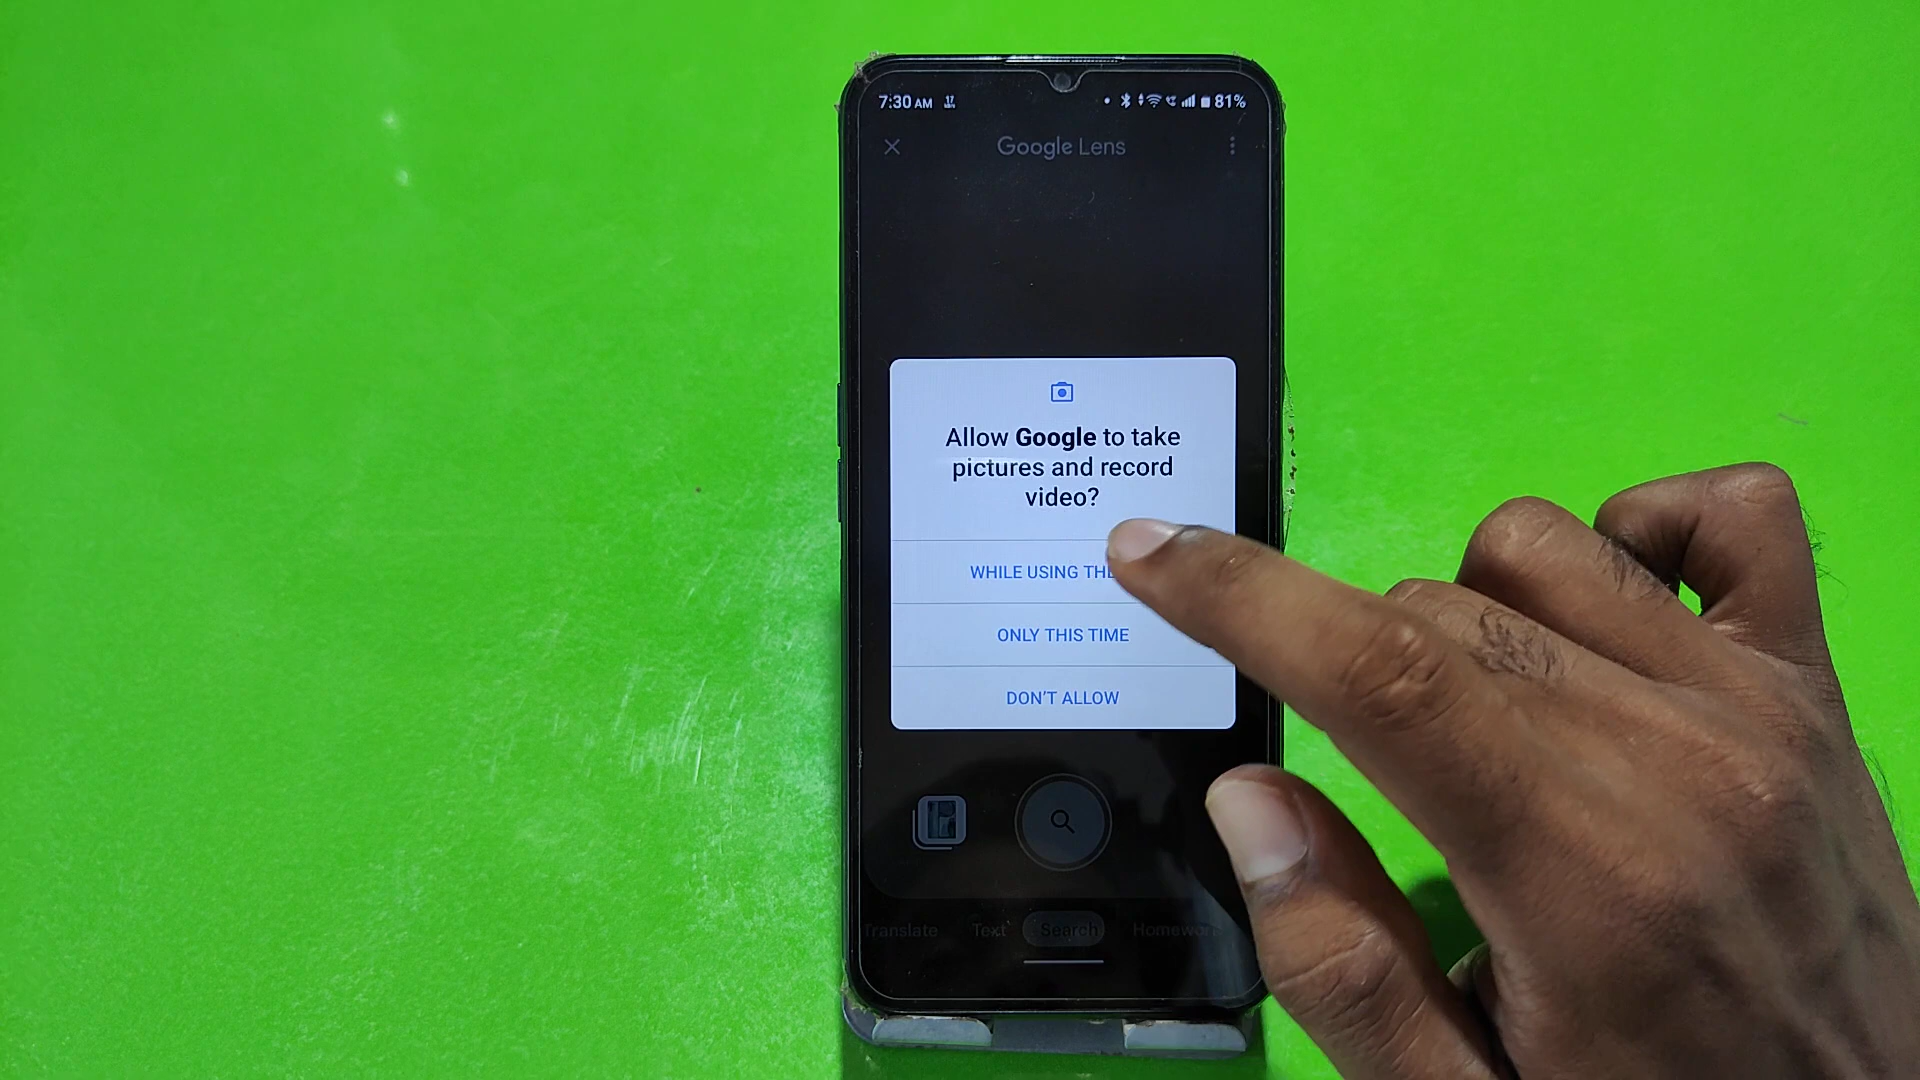 7:30 AM
81%
Google Lens
Allow Google to take
pictures and record
video?
WHILE USING THE
ONLY THIS TIME
DON'T ALLOW
Translate Text Search Homework